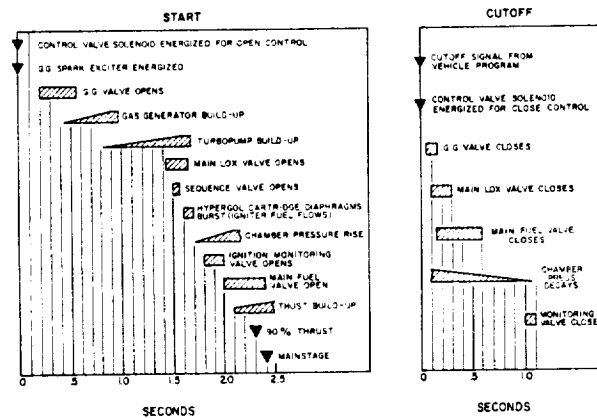 START
CONTROL VALVE SOLENOID ENERGIZED FOR OPEN CONTROL
G.G. SPARK EXCITER ENERGIZED
G.G VALVE OPENS
GAS GENERATOR BUILD-UP
TURBOPUMP BUILD-UP
MAIN LOX VALVE OPENS
SEQUENCE VALVE OPENS
HYPERGOL CARTRIDGE DIAPHRAGMS
BURST (IGNITER FUEL FLOWS)
CHAMBER PRESSURE RISE
IGNITION MONITORING
VALVE OPENS
MAIN FUEL
VALVE OPEN
THUST BUILD-UP
90% THRUST
MAINSTAGE
0 .5 1.0 1.5 2.0 2.5
SECONDS
CUTOFF
CUTOFF SIGNAL FROM
VEHICLE PROGRAM
CONTROL VALVE SOLENOID
ENERGIZED FOR CLOSE CONTROL
G.G VALVE CLOSES
MAIN LOX VALVE CLOSES
MAIN FUEL VALVE
CLOSES
CHAMBER
PRESS
DECAYS
MONITORING
VALVE CLOSE
0 .5 1.0
SECONDS